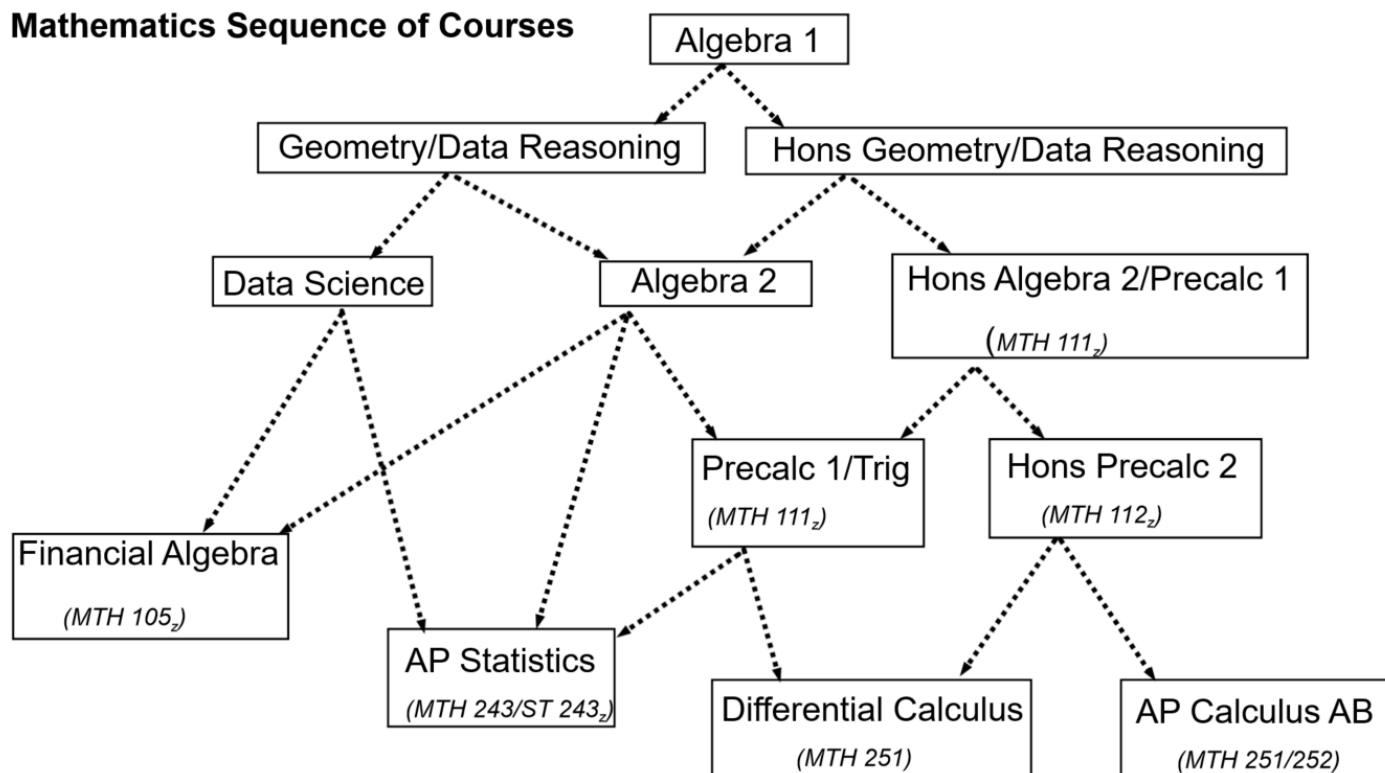 Mathematics Sequence of Courses
Algebra 1
Geometry/Data Reasoning
Hons Geometry/Data Reasoning
Data Science
Algebra 2
Hons Algebra 2/Precalc 1
(MTH 111z)
Precalc 1/Trig
(MTH 111z)
Hons Precalc 2
(MTH 112z)
Financial Algebra
(MTH 105z)
AP Statistics
(MTH 243/ST 243z)
Differential Calculus
(MTH 251)
AP Calculus AB
(MTH 251/252)